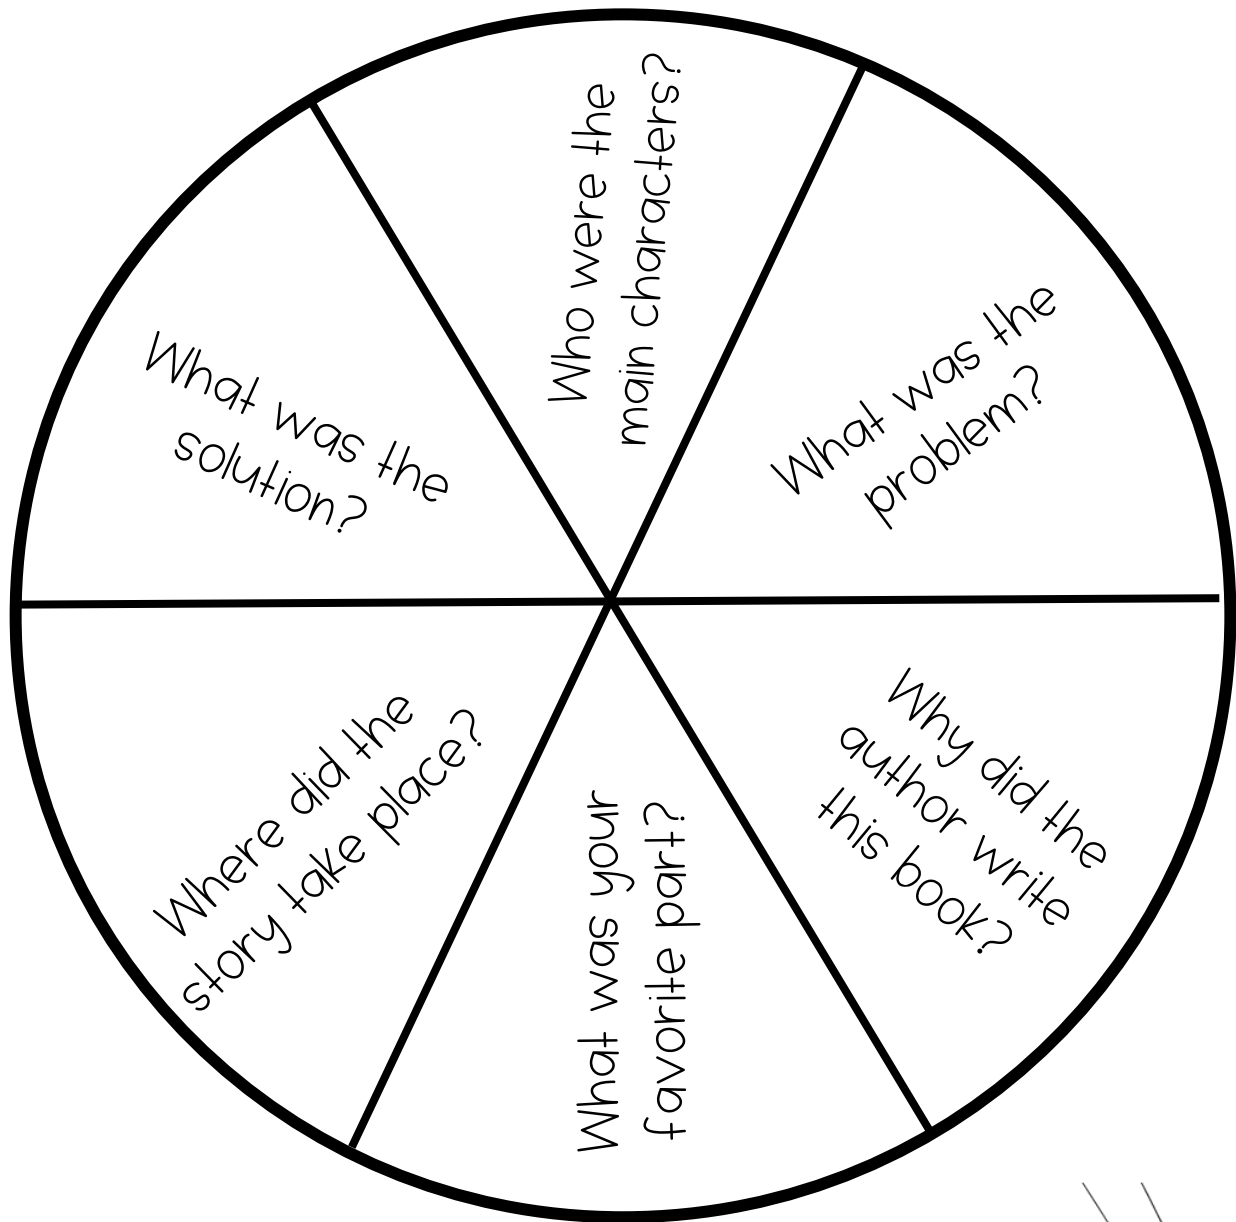 Who were the
main characters?
What was the
problem?
Why did the
author write
this book?
What was your
favorite part?
Where did the
story take place?
What was the
solution?